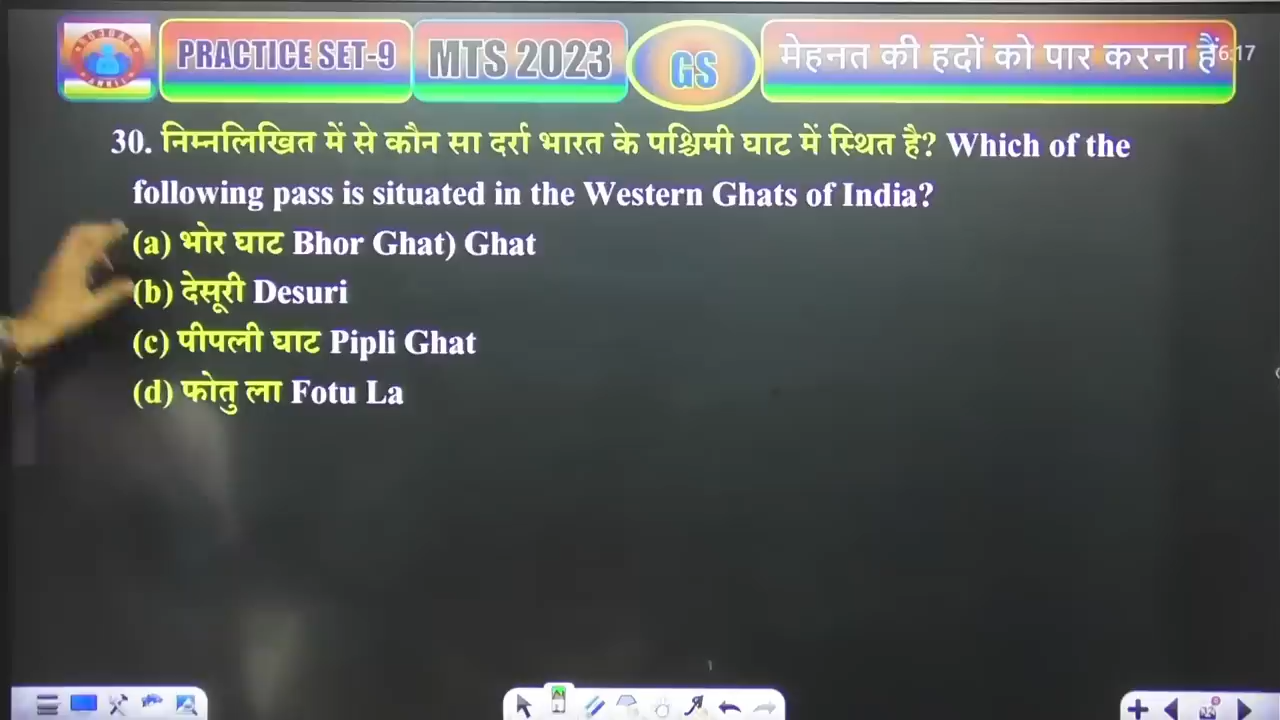 PRACTICE SET-9
MTS 2023
GS
मेहनत की हदों को पार करना हैं
6:17
30. निम्नलिखित में से कौन सा दर्रा भारत के पश्चिमी घाट में स्थित है? Which of the
following pass is situated in the Western Ghats of India?
(a) भोर घाट Bhor Ghat) Ghat
(b) देसूरी Desuri
(c) पीपली घाट Pipli Ghat
(d) फोतु ला Fotu La